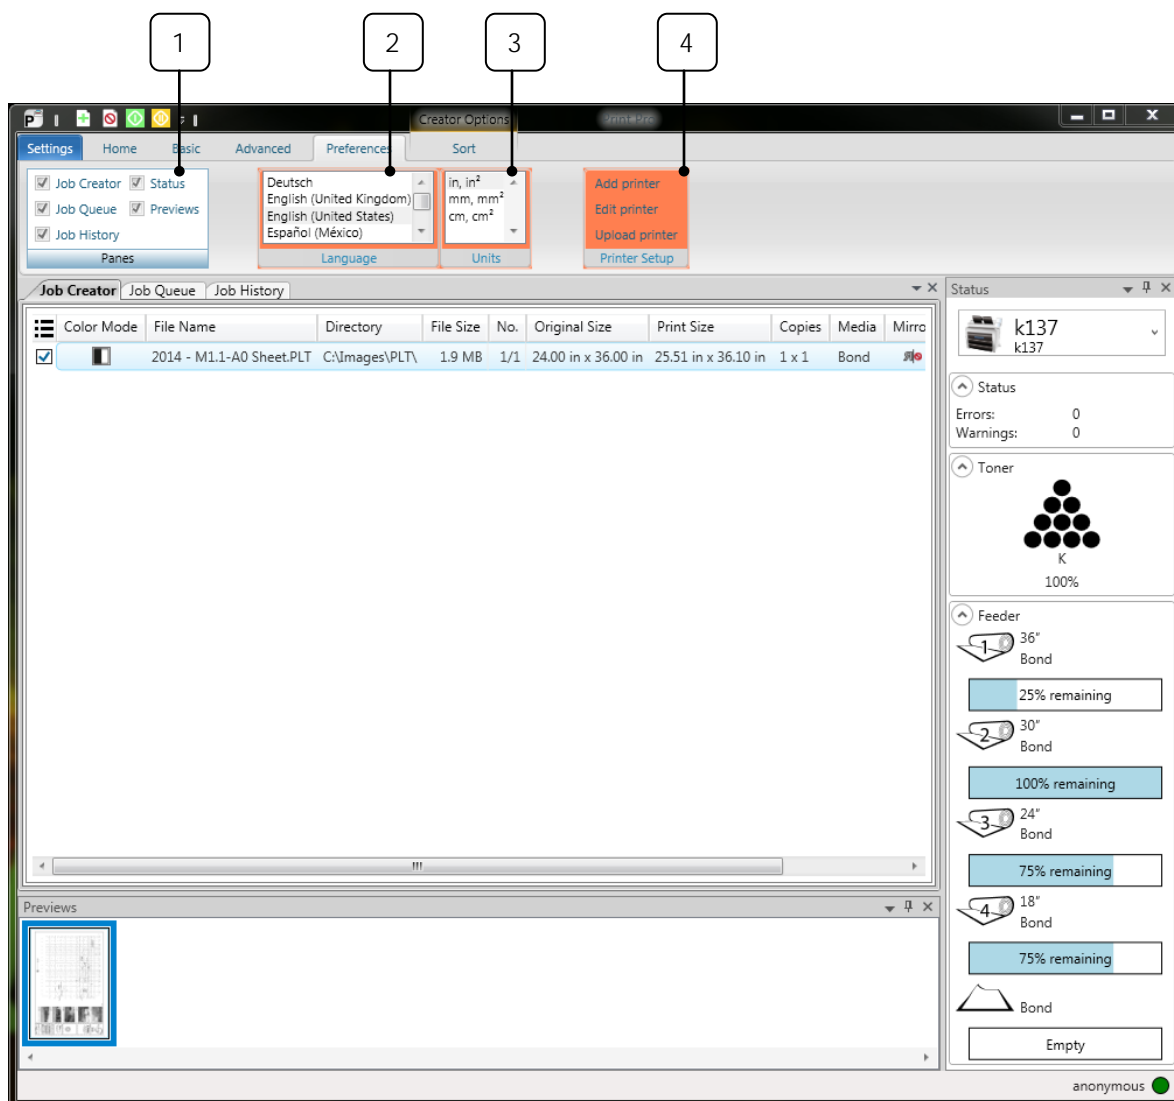 1 2 3 4
Creator Options Print Pro
Settings Home Basic Advanced Preferences Sort
Job Creator Status
Job Queue Previews
Job History
Panes
Deutsch
English (United Kingdom)
English (United States)
Español (México)
Language
in, in²
mm, mm²
cm, cm²
Units
Add printer
Edit printer
Upload printer
Printer Setup
Job Creator Job Queue Job History
Color Mode File Name Directory File Size No. Original Size Print Size Copies Media Mirro
2014 - M1.1-A0 Sheet.PLT C:\Images\PLT\ 1.9 MB 1/1 24.00 in x 36.00 in 25.51 in x 36.10 in 1 x 1 Bond
Previews
Status
k137
k137
Status
Errors: 0
Warnings: 0
Toner
K
100%
Feeder
1 36"
Bond
25% remaining
2 30"
Bond
100% remaining
3 24"
Bond
75% remaining
4 18"
Bond
75% remaining
Bond
Empty
anonymous